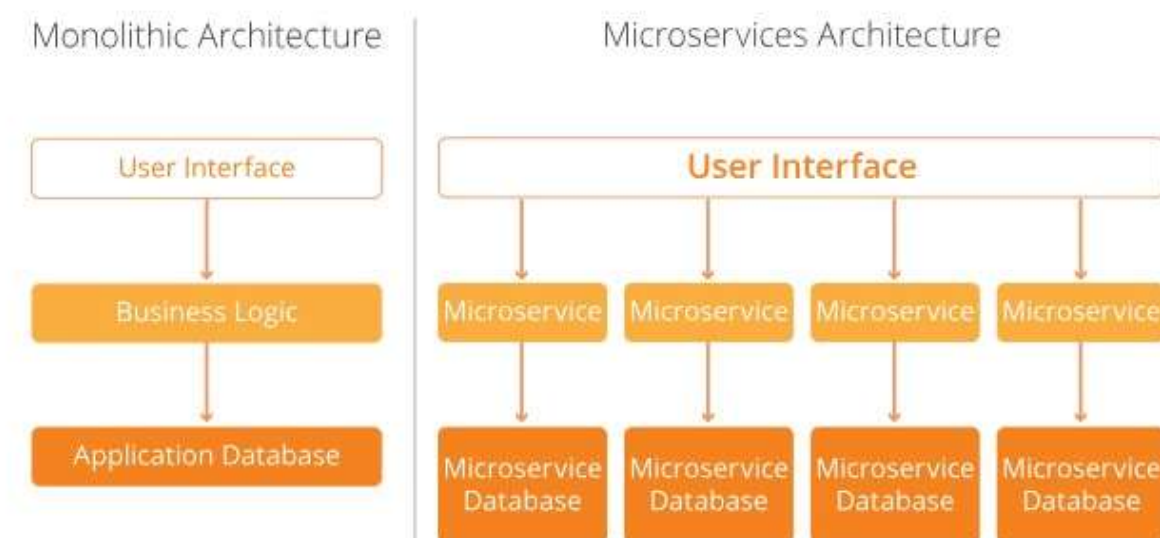 Monolithic Architecture
Microservices Architecture
User Interface
User Interface
Business Logic
Microservice
Microservice
Microservice
Microservice
Application Database
Microservice
Database
Microservice
Database
Microservice
Database
Microservice
Database